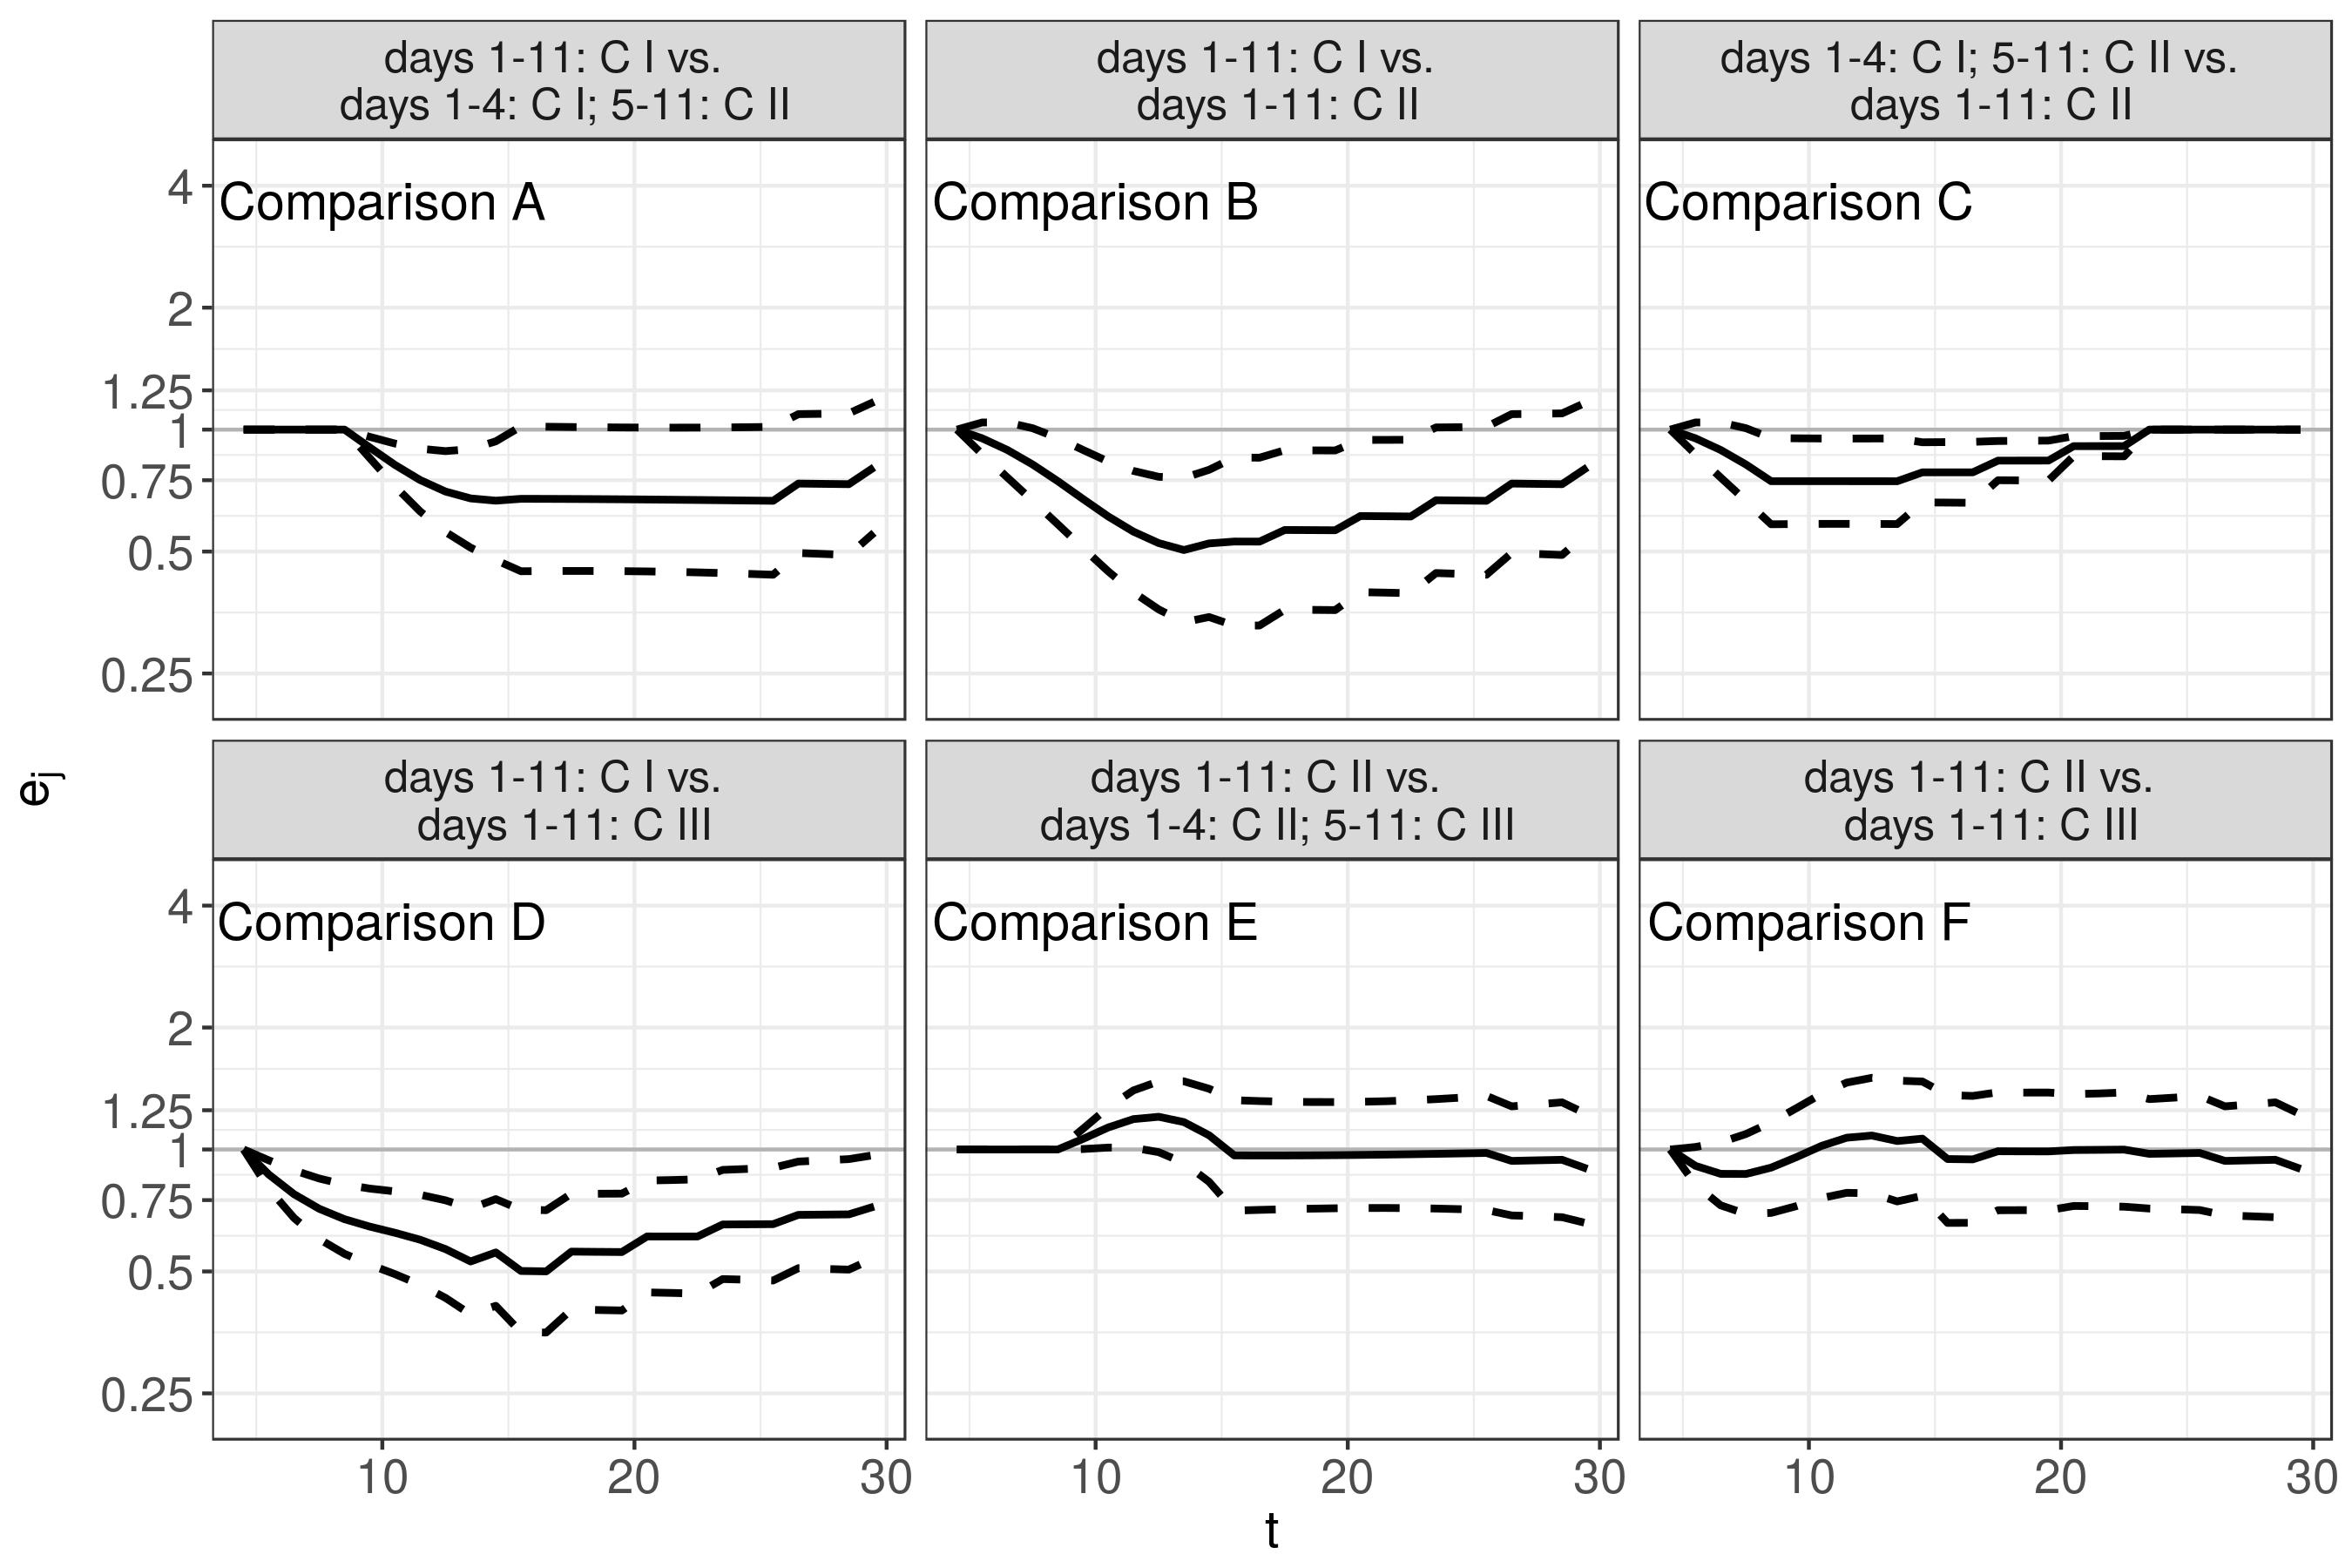 days 1-11: C I vs.
days 1-4: C I; 5-11: C II
days 1-11: C I vs.
days 1-11: C II
days 1-4: C I; 5-11: C II vs.
days 1-11: C II
Comparison A
Comparison B
Comparison C
4
2
1.25
1
0.75
0.5
0.25
days 1-11: C I vs.
days 1-11: C III
days 1-11: C II vs.
days 1-4: C II; 5-11: C III
days 1-11: C II vs.
days 1-11: C III
Comparison D
Comparison E
Comparison F
4
2
1.25
1
0.75
0.5
0.25
10 20 30
10 20 30
10 20 30
t
ej